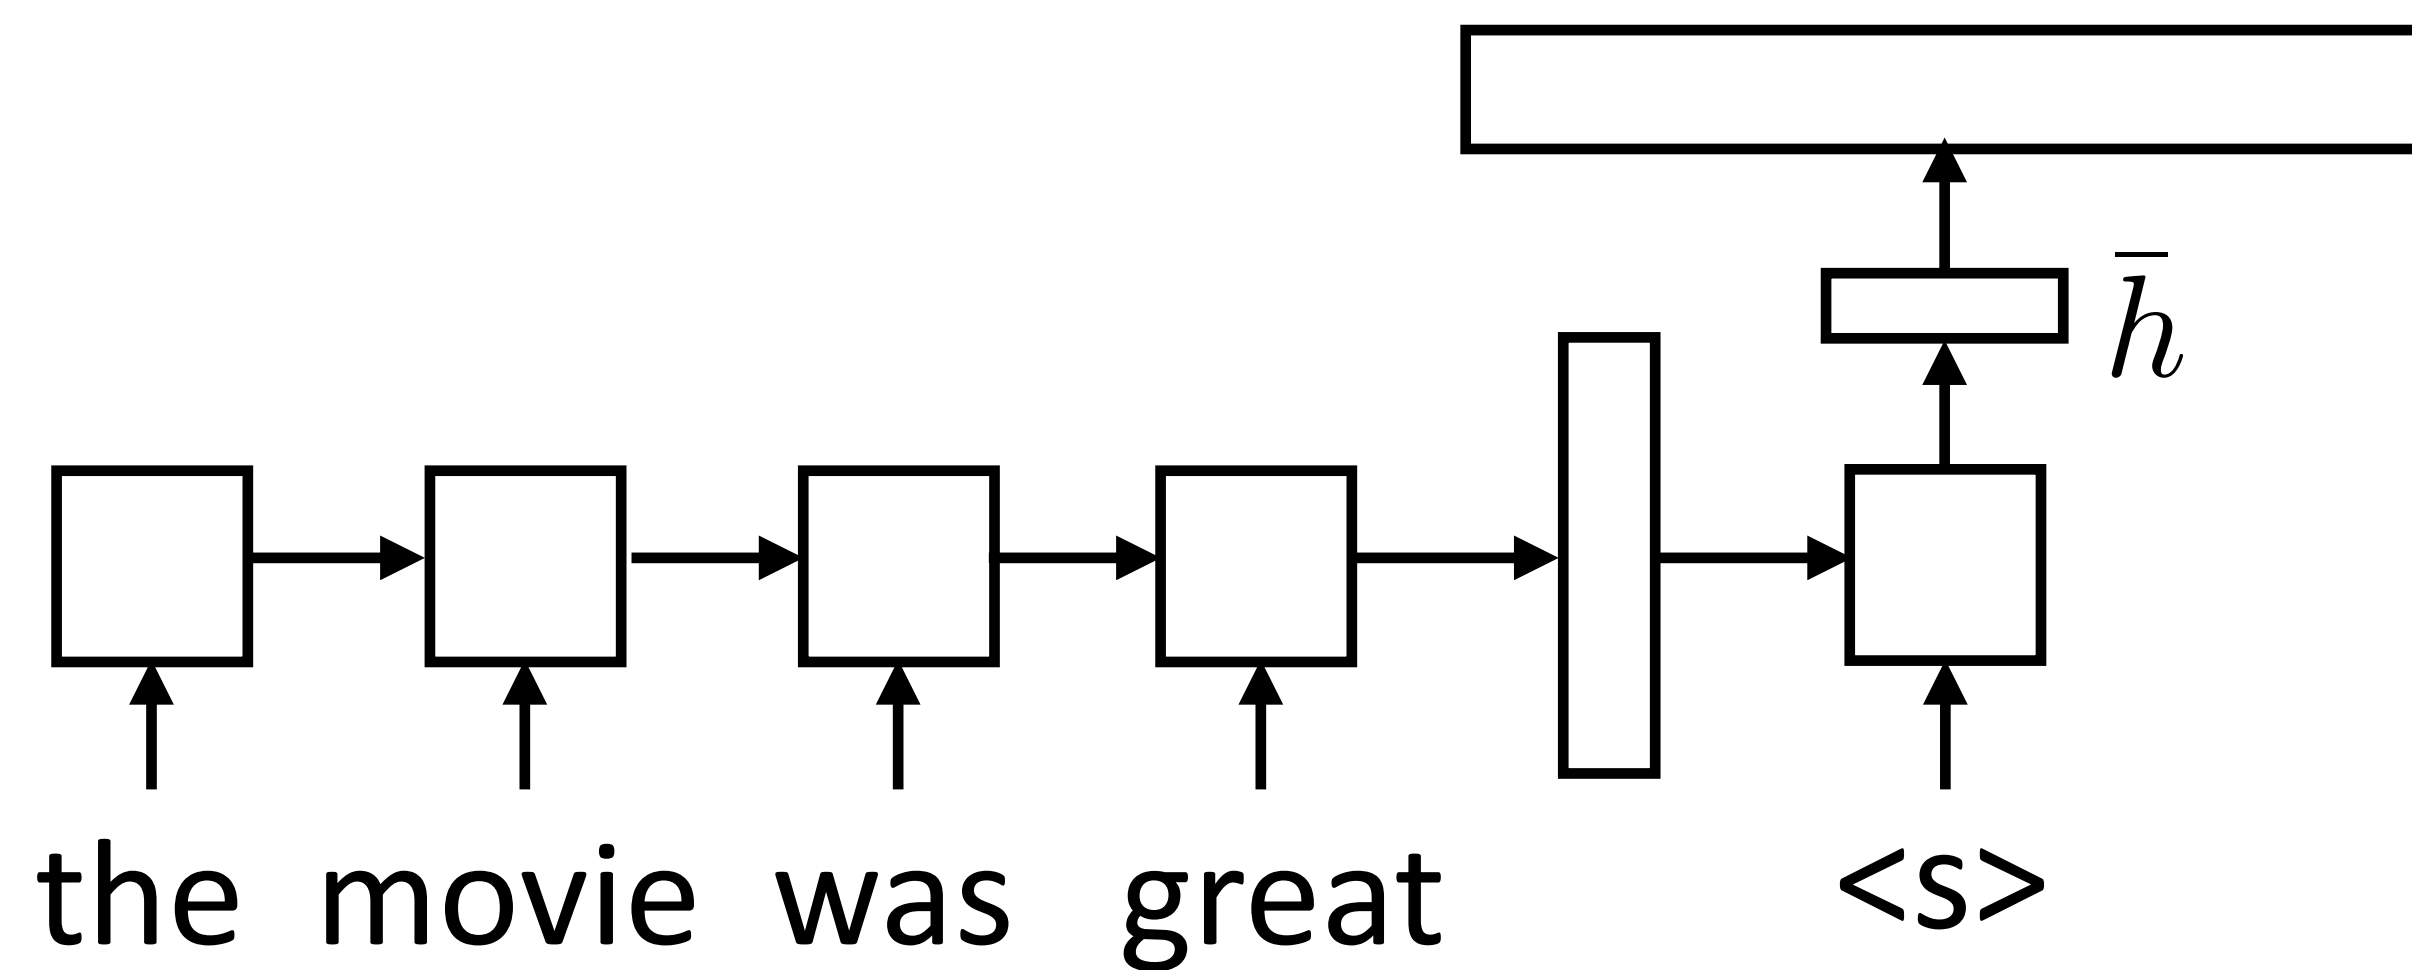 h̄
the movie was great <s>